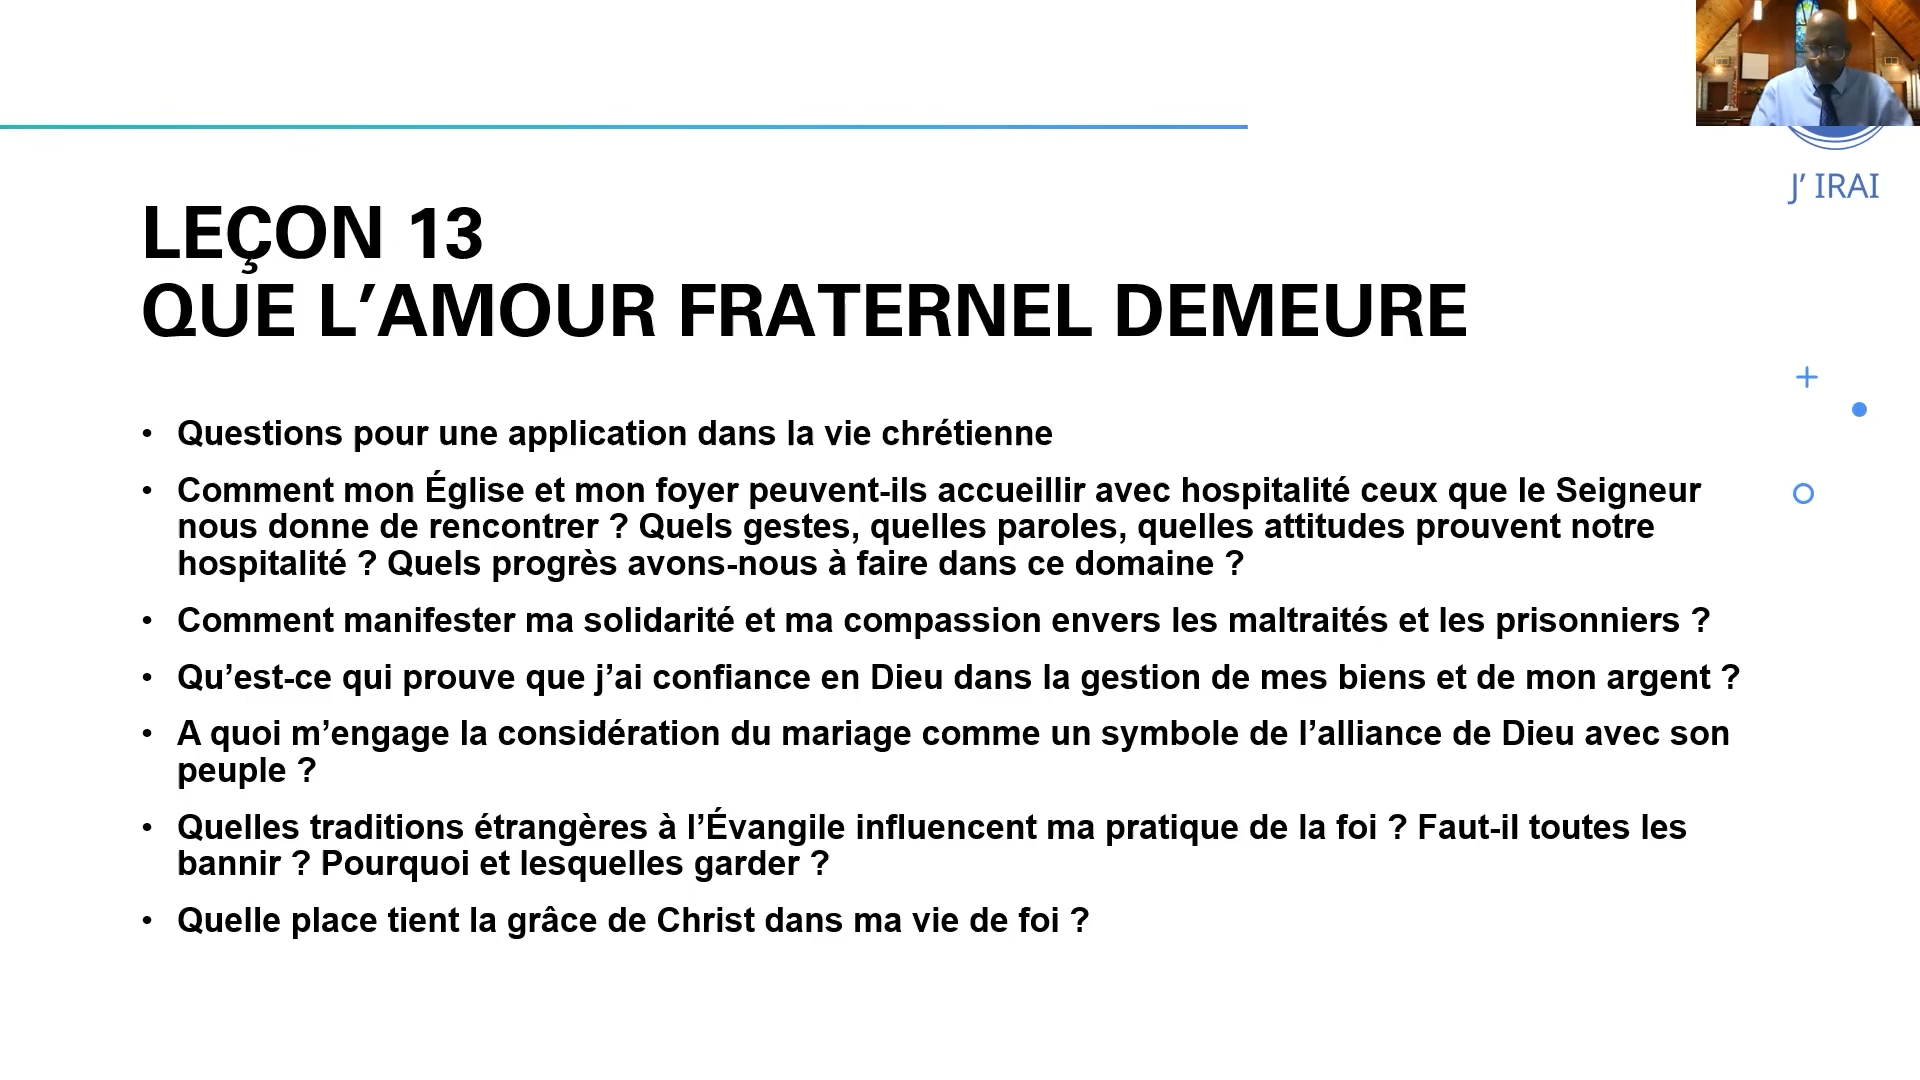 J’ IRAI
LEÇON 13
QUE L’AMOUR FRATERNEL DEMEURE
• Questions pour une application dans la vie chrétienne
• Comment mon Église et mon foyer peuvent-ils accueillir avec hospitalité ceux que le Seigneur
nous donne de rencontrer ? Quels gestes, quelles paroles, quelles attitudes prouvent notre
hospitalité ? Quels progrès avons-nous à faire dans ce domaine ?
• Comment manifester ma solidarité et ma compassion envers les maltraités et les prisonniers ?
• Qu’est-ce qui prouve que j’ai confiance en Dieu dans la gestion de mes biens et de mon argent ?
• A quoi m’engage la considération du mariage comme un symbole de l’alliance de Dieu avec son
peuple ?
• Quelles traditions étrangères à l’Évangile influencent ma pratique de la foi ? Faut-il toutes les
bannir ? Pourquoi et lesquelles garder ?
• Quelle place tient la grâce de Christ dans ma vie de foi ?